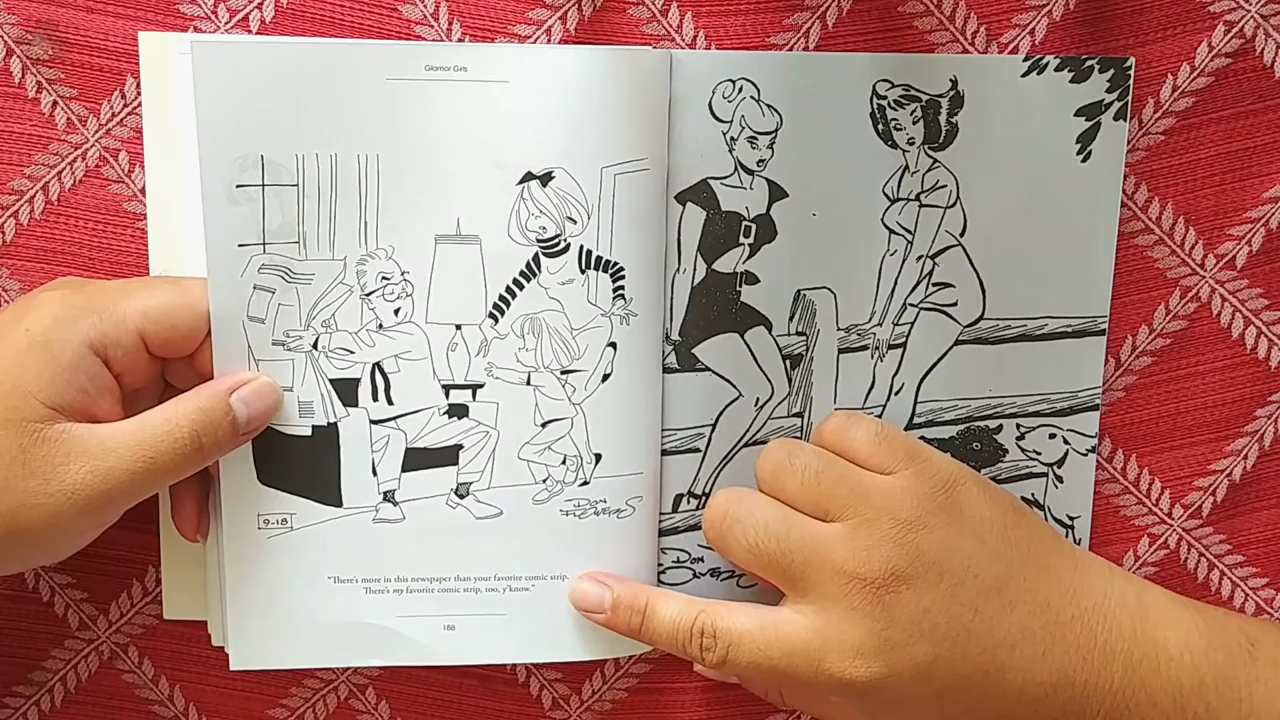 Glamor Girls
9-18
DON
FLOWERS
"There's more in this newspaper than your favorite comic strip.
There's my favorite comic strip, too, y'know."
188
DON
FLOWERS